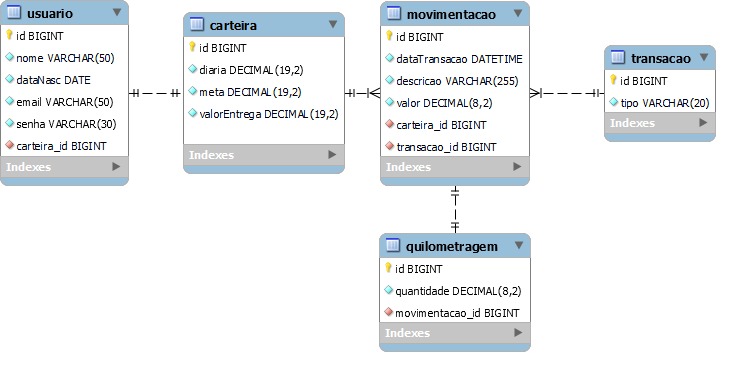 usuario
id BIGINT
nome VARCHAR(50)
dataNasc DATE
email VARCHAR(50)
senha VARCHAR(30)
carteira_id BIGINT
Indexes
carteira
id BIGINT
diaria DECIMAL(19,2)
meta DECIMAL(19,2)
valorEntrega DECIMAL(19,2)
Indexes
movimentacao
id BIGINT
dataTransacao DATETIME
descricao VARCHAR(255)
valor DECIMAL(8,2)
carteira_id BIGINT
transacao_id BIGINT
Indexes
transacao
id BIGINT
tipo VARCHAR(20)
Indexes
quilometragem
id BIGINT
quantidade DECIMAL(8,2)
movimentacao_id BIGINT
Indexes